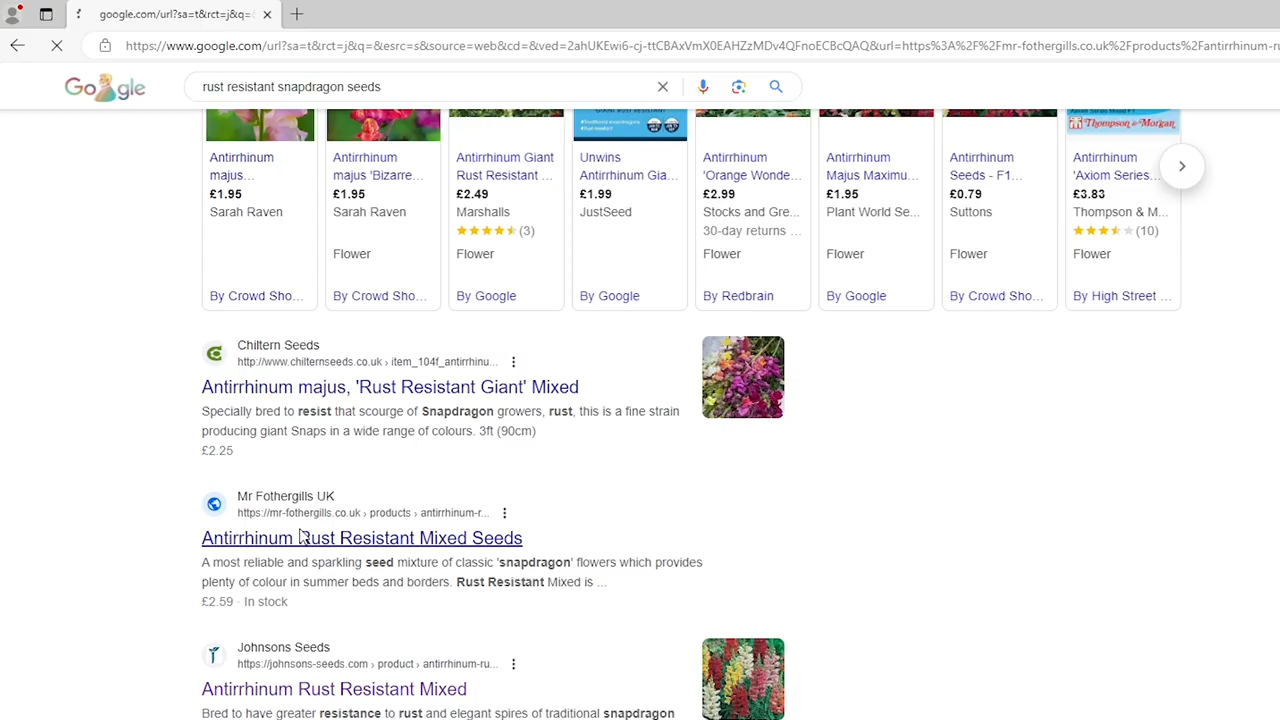 google.com/url?sa=t&rct=j&q=&
https://www.google.com/url?sa=t&rct=j&q=&esrc=s&source=web&cd=&ved=2ahUKEwi6-cj-ttCBAxVmX0EAHZzMDv4QFnoECBcQAQ&url=https%3A%2F%2Fmr-fothergills.co.uk%2Fproducts%2Fantirrhinum-ru
Google
rust resistant snapdragon seeds
Thompson & Morgan
Antirrhinum majus...
£1.95
Sarah Raven
By Crowd Sho...
Antirrhinum majus 'Bizarre...
£1.95
Sarah Raven
Flower
By Crowd Sho...
Antirrhinum Giant
Rust Resistant ...
£2.49
Marshalls
(3)
Flower
By Google
Unwins
Antirrhinum Gia...
£1.99
JustSeed
By Google
Antirrhinum
'Orange Wonde...
£2.99
Stocks and Gre...
30-day returns ...
Flower
By Redbrain
Antirrhinum
Majus Maximu...
£1.95
Plant World Se...
Flower
By Google
Antirrhinum
Seeds - F1...
£0.79
Suttons
Flower
By Crowd Sho...
Antirrhinum
'Axiom Series...
£3.83
Thompson & M...
(10)
Flower
By High Street ...
Chiltern Seeds
http://www.chilternseeds.co.uk › item_104f_antirrhinu...
Antirrhinum majus, 'Rust Resistant Giant' Mixed
Specially bred to resist that scourge of Snapdragon growers, rust, this is a fine strain
producing giant Snaps in a wide range of colours. 3ft (90cm)
£2.25
Mr Fothergills UK
https://mr-fothergills.co.uk › products › antirrhinum-r...
Antirrhinum Rust Resistant Mixed Seeds
A most reliable and sparkling seed mixture of classic 'snapdragon' flowers which provides
plenty of colour in summer beds and borders. Rust Resistant Mixed is ...
£2.59 · In stock
Johnsons Seeds
https://johnsons-seeds.com › product › antirrhinum-ru...
Antirrhinum Rust Resistant Mixed
Bred to have greater resistance to rust and elegant spires of traditional snapdragon